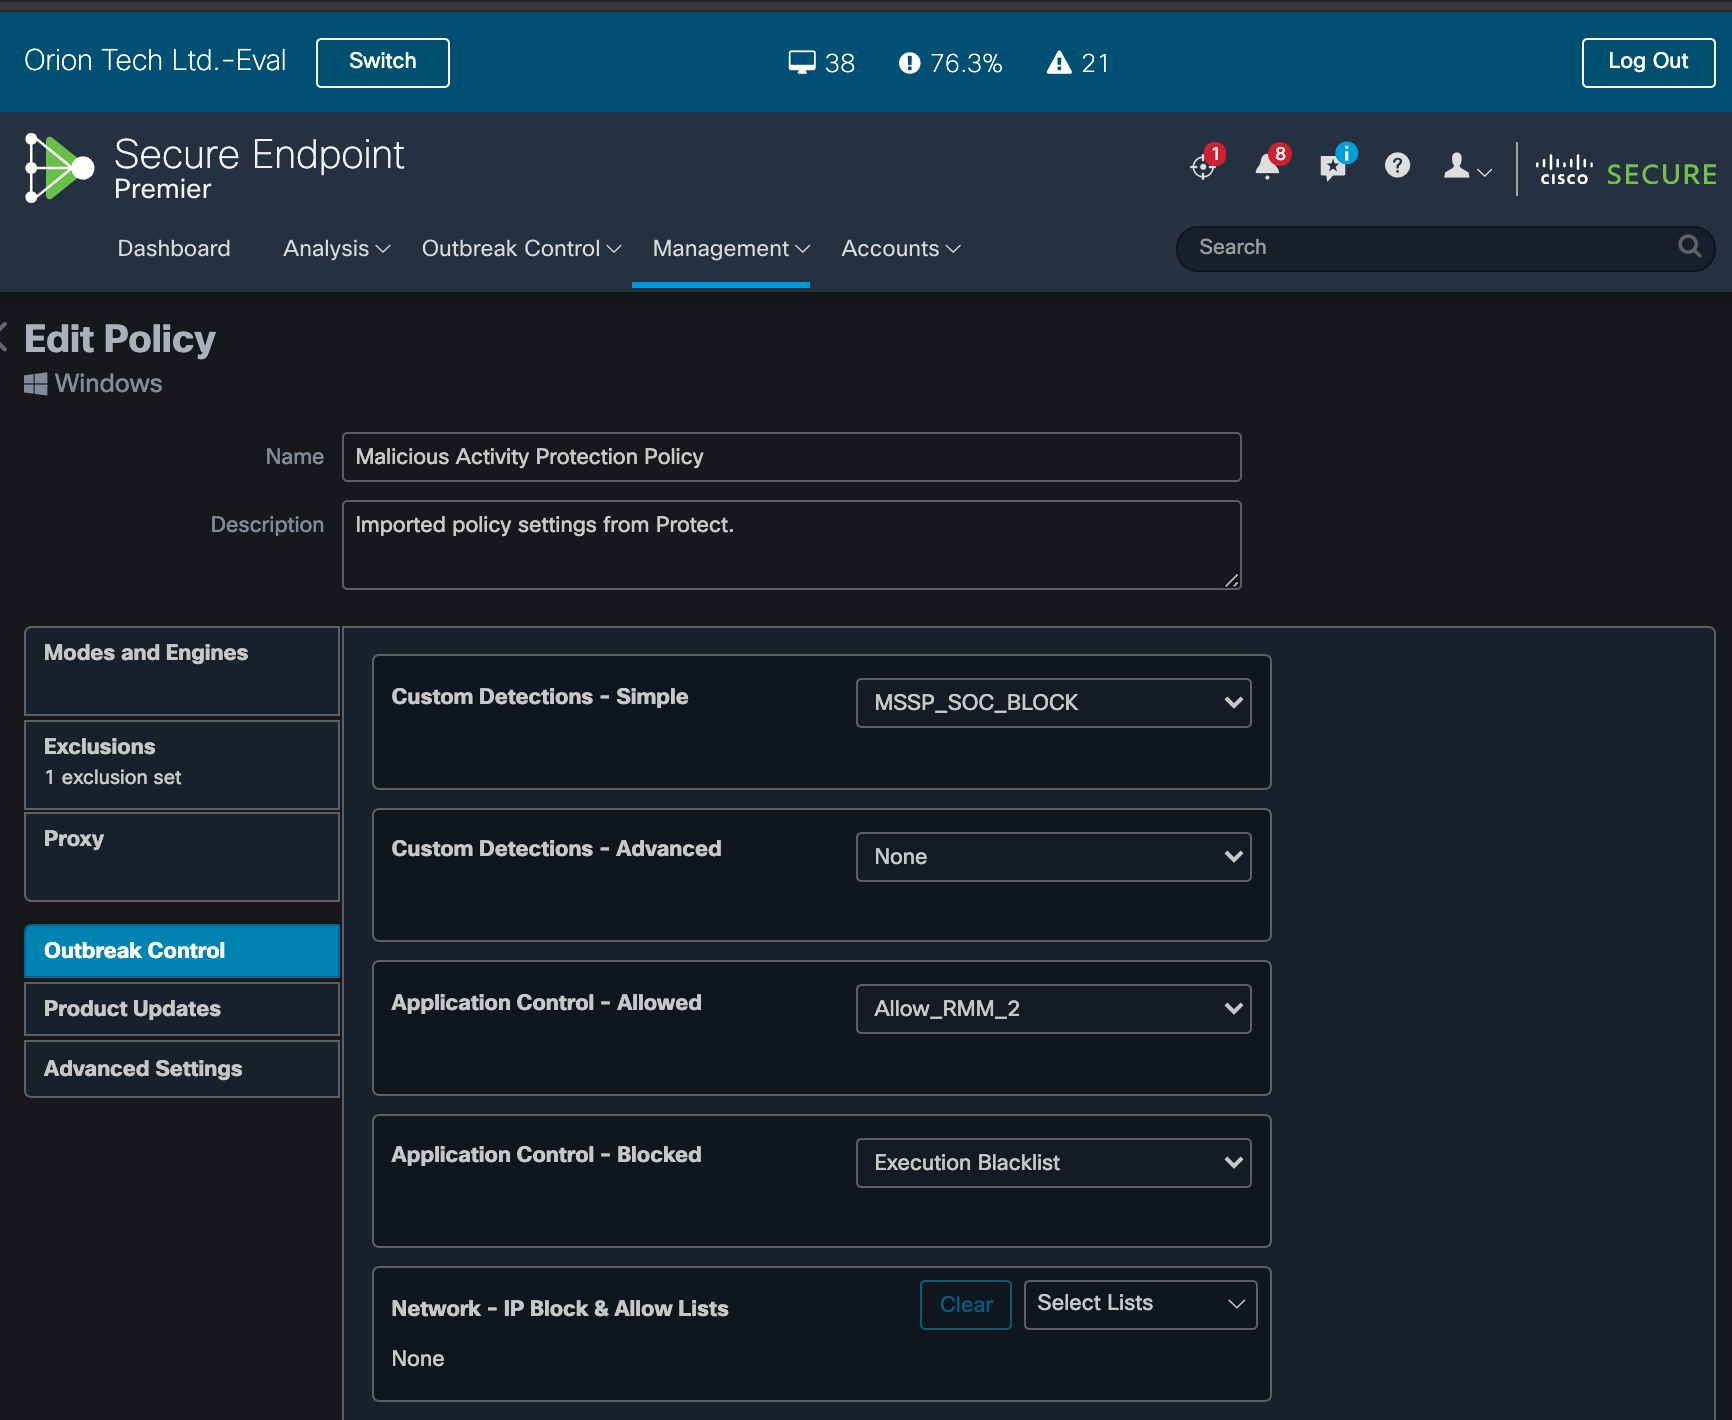 Orion Tech Ltd.-Eval
Switch
38
76.3%
21
Log Out
Secure Endpoint
Premier
1
8
i
?
CISCO SECURE
Dashboard
Analysis
Outbreak Control
Management
Accounts
Search
Edit Policy
Windows
Name
Malicious Activity Protection Policy
Description
Imported policy settings from Protect.
Modes and Engines
Exclusions
1 exclusion set
Proxy
Outbreak Control
Product Updates
Advanced Settings
Custom Detections - Simple
MSSP_SOC_BLOCK
Custom Detections - Advanced
None
Application Control - Allowed
Allow_RMM_2
Application Control - Blocked
Execution Blacklist
Network - IP Block & Allow Lists
Clear
Select Lists
None